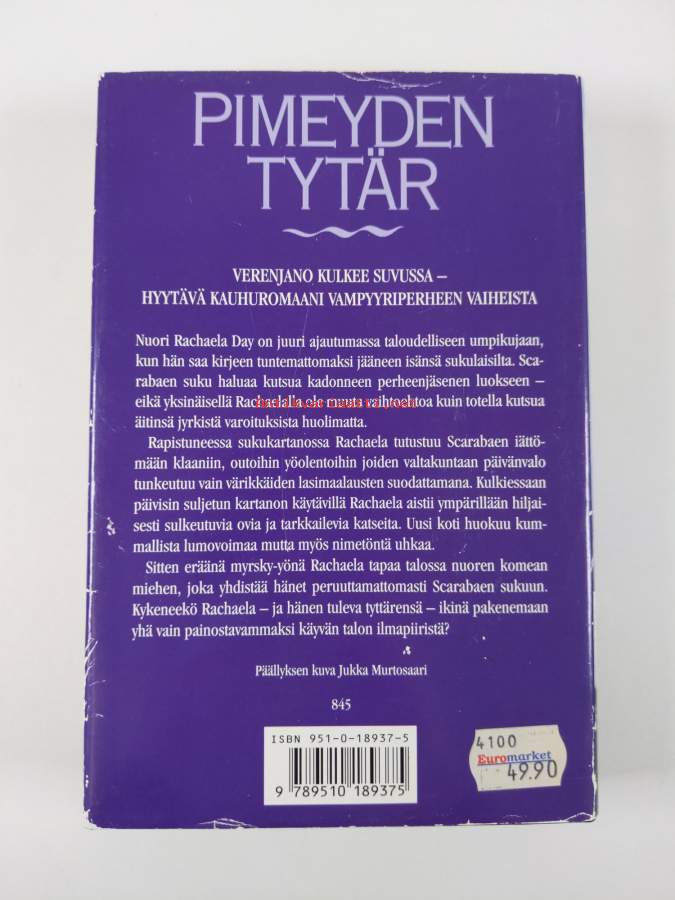 PIMEYDEN
TYTÄR
VERENJANO KULKEE SUVUSSA –
HYYTÄVÄ KAUHUROMAANI VAMPYYRIPERHEEN VAIHEISTA
Nuori Rachaela Day on juuri ajautumassa taloudelliseen umpikujaan,
kun hän saa kirjeen tuntemattomaksi jääneen isänsä sukulaisilta. Sca-
rabaen suku haluaa kutsua kadonneen perheenjäsenen luokseen –
eikä yksinäisellä Rachaelalla ole muuta vaihtoehtoa kuin totella kutsua
äitinsä jyrkistä varoituksista huolimatta.
Rapistuneessa sukukartanossa Rachaela tutustuu Scarabaen iättö-
mään klaaniin, outoihin yöolentoihin joiden valtakuntaan päivänvalo
tunkeutuu vain värikkäiden lasimaalausten suodattamana. Kulkiessaan
päivisin suljetun kartanon käytävillä Rachaela aistii ympärillään hiljai-
sesti sulkeutuvia ovia ja tarkkailevia katseita. Uusi koti huokuu kum-
mallista lumovoimaa mutta myös nimetöntä uhkaa.
Sitten eräänä myrsky-yönä Rachaela tapaa talossa nuoren komean
miehen, joka yhdistää hänet peruuttamattomasti Scarabaen sukuun.
Kykeneekö Rachaela – ja hänen tuleva tyttärensä – ikinä pakenemaan
yhä vain painostavammaksi käyvän talon ilmapiiristä?
Päällyksen kuva Jukka Murtosaari
845
ISBN 951-0-18937-5
9 789510 189375
4100
Euromarket
49.90